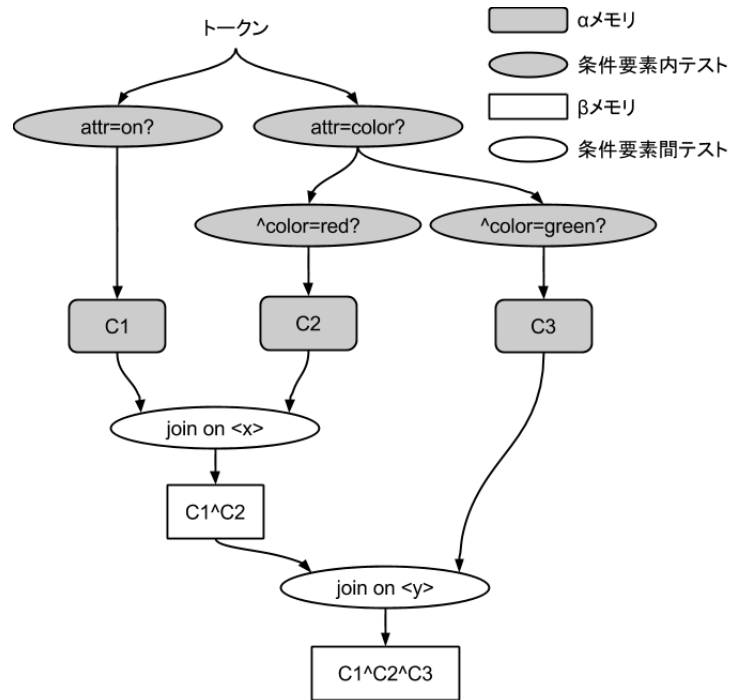 トークン
αメモリ
条件要素内テスト
βメモリ
条件要素間テスト
attr=on?
attr=color?
^color=red?
^color=green?
C1
C2
C3
join on <x>
C1^C2
join on <y>
C1^C2^C3